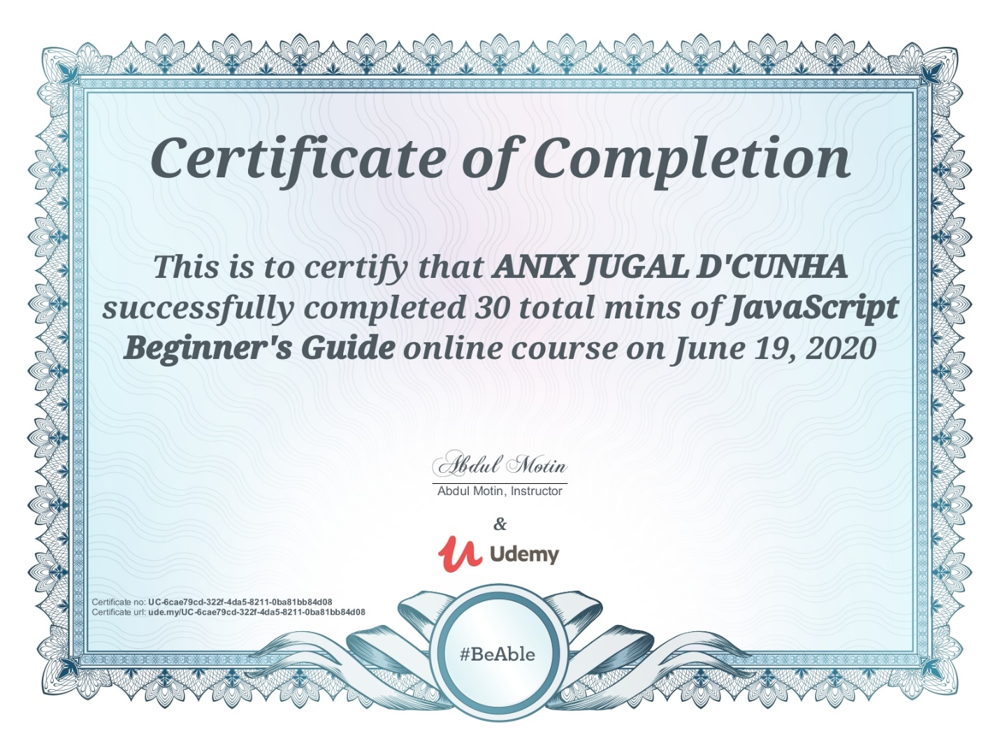 Certificate of Completion
This is to certify that ANIX JUGAL D'CUNHA
successfully completed 30 total mins of JavaScript
Beginner's Guide online course on June 19, 2020
Abdul Motin
Abdul Motin, Instructor
&
Udemy
Certificate no: UC-6cae79cd-322f-4da5-8211-0ba81bb84d08
Certificate url: ude.my/UC-6cae79cd-322f-4da5-8211-0ba81bb84d08
#BeAble